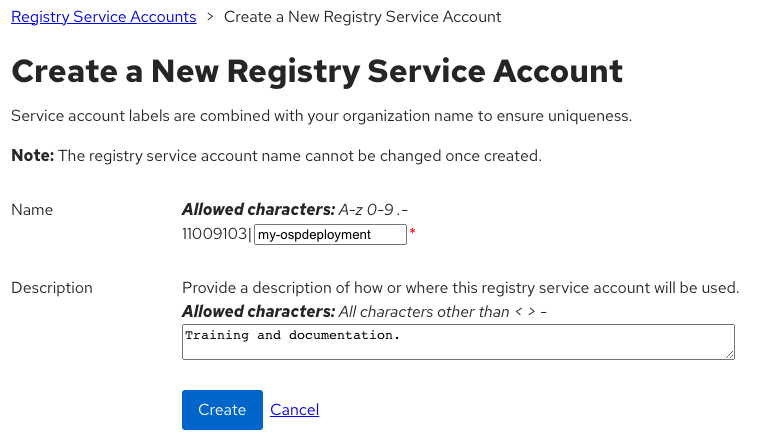 Registry Service Accounts > Create a New Registry Service Account
Create a New Registry Service Account
Service account labels are combined with your organization name to ensure uniqueness.
Note: The registry service account name cannot be changed once created.
Name
Allowed characters: A-z 0-9 .-
11009103| my-ospdeployment *
Description
Provide a description of how or where this registry service account will be used.
Allowed characters: All characters other than < > -
Training and documentation.
Create Cancel